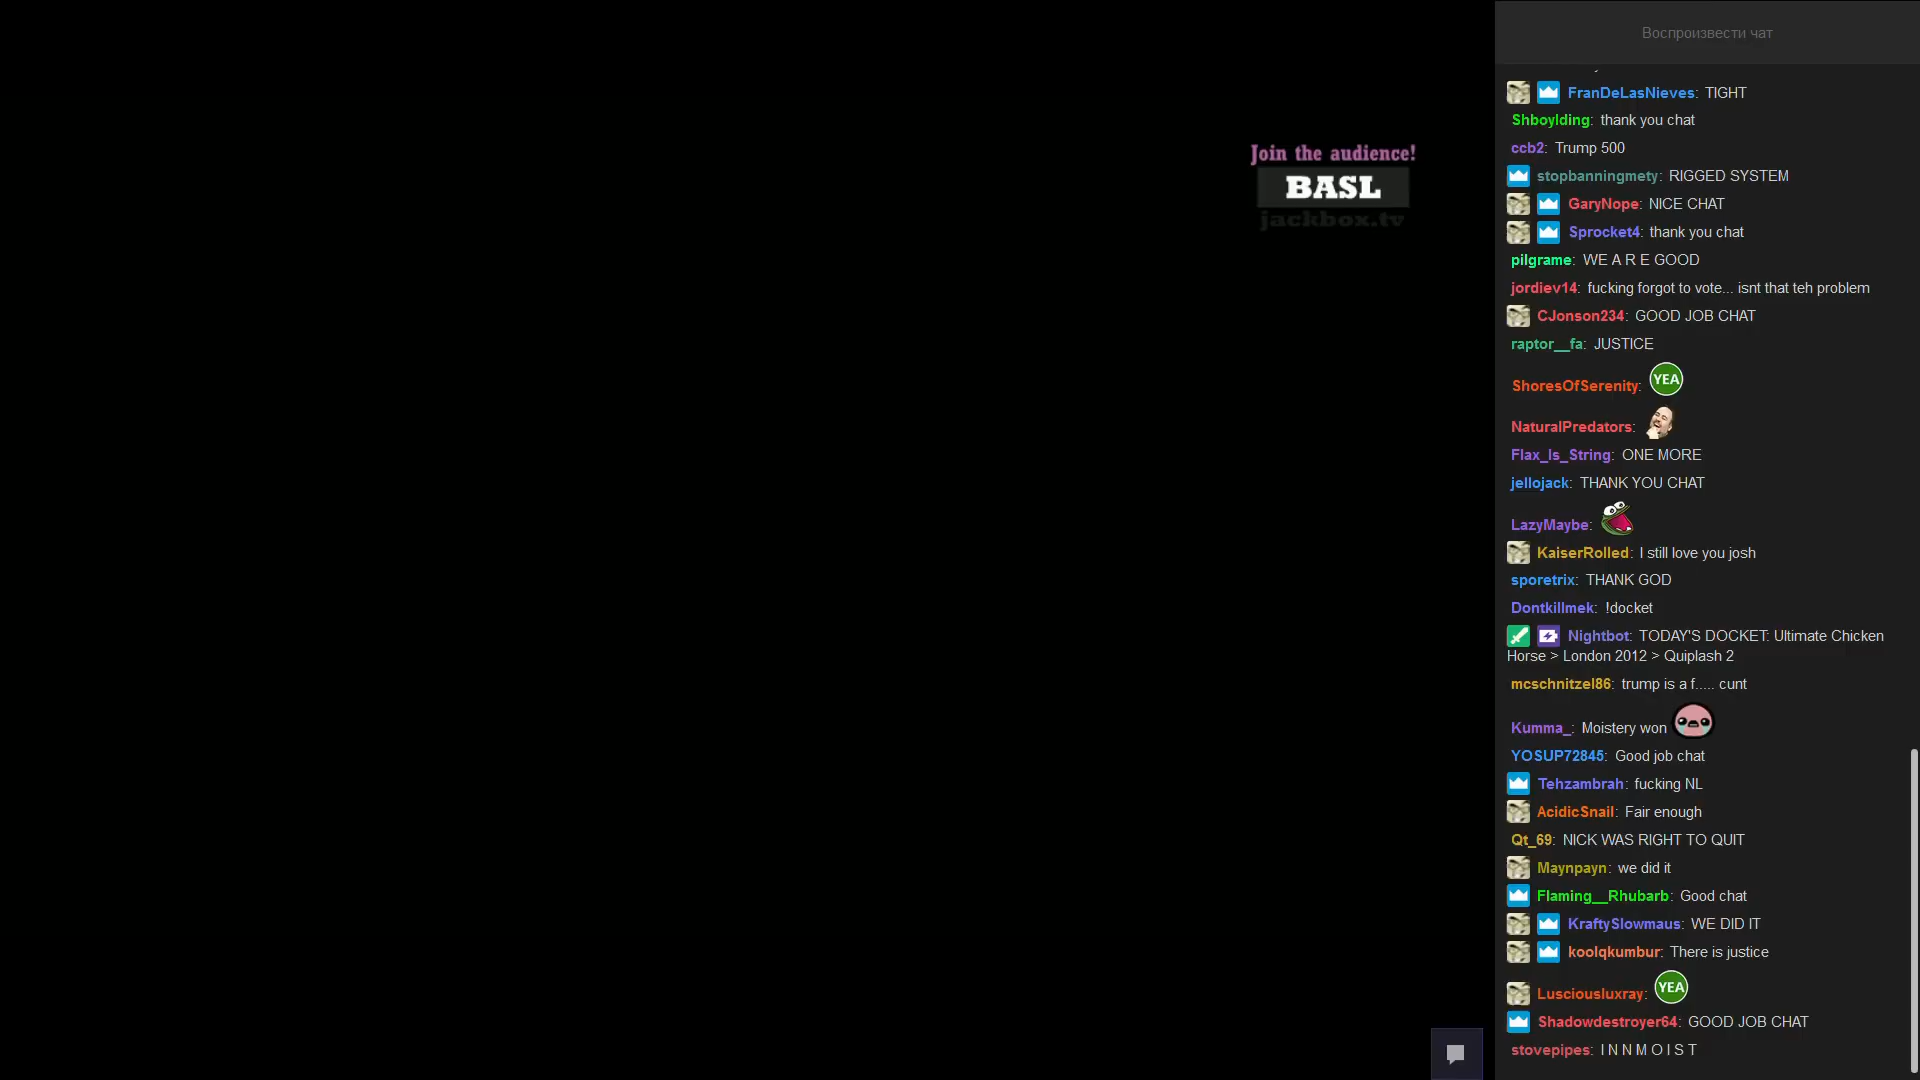 Воспроизвести чат
Join the audience!
BASL
jackbox.tv
FranDeLasNieves: TIGHT
Shboylding: thank you chat
ccb2: Trump 500
stopbanningmety: RIGGED SYSTEM
GaryNope: NICE CHAT
Sprocket4: thank you chat
pilgrame: WE A R E GOOD
jordiev14: fucking forgot to vote... isnt that teh problem
CJonson234: GOOD JOB CHAT
raptor__fa: JUSTICE
ShoresOfSerenity: YEA
NaturalPredators:
Flax_Is_String: ONE MORE
jellojack: THANK YOU CHAT
LazyMaybe:
KaiserRolled: I still love you josh
sporetrix: THANK GOD
Dontkillmek: !docket
Nightbot: TODAY'S DOCKET: Ultimate Chicken
Horse > London 2012 > Quiplash 2
mcschnitzel86: trump is a f..... cunt
Kumma_: Moistery won
YOSUP72845: Good job chat
Tehzambrah: fucking NL
AcidicSnail: Fair enough
Qt_69: NICK WAS RIGHT TO QUIT
Maynpayn: we did it
Flaming__Rhubarb: Good chat
KraftySlowmaus: WE DID IT
koolqkumbur: There is justice
Lusciousluxray: YEA
Shadowdestroyer64: GOOD JOB CHAT
stovepipes: I N N M O I S T